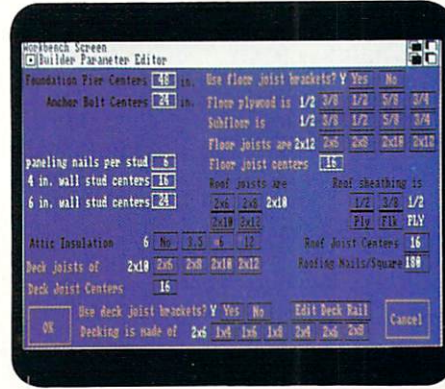 Workbench Screen
Builder Parameter Editor
Foundation Pier Centers 48 in. Use floor joist brackets? Y Yes No
Anchor Bolt Centers 24 in. Floor plywood is 1/2 3/8 1/2 5/8 3/4
Subfloor is 1/2 3/8 1/2 5/8 3/4
Floor joists are 2x12 2x6 2x8 2x10 2x12
paneling nails per stud 6 Floor joist centers 16
4 in. wall stud centers 16 Roof joists are Roof sheathing is
6 in. wall stud centers 24 2x6 2x8 2x10 1/2 3/8 1/2
2x10 3x12 Ply Flk PLY
Attic Insulation 6 No 3.5 6 12 Roof Joist Centers 16
Deck joists of 2x10 2x6 2x8 2x10 2x12 Roofing Nails/Square 180
Deck Joist Centers 16
Use deck joist brackets? Y Yes No Edit Deck Rail
OK Decking is made of 2x6 1x4 1x6 2x4 2x6 2x8 Cancel